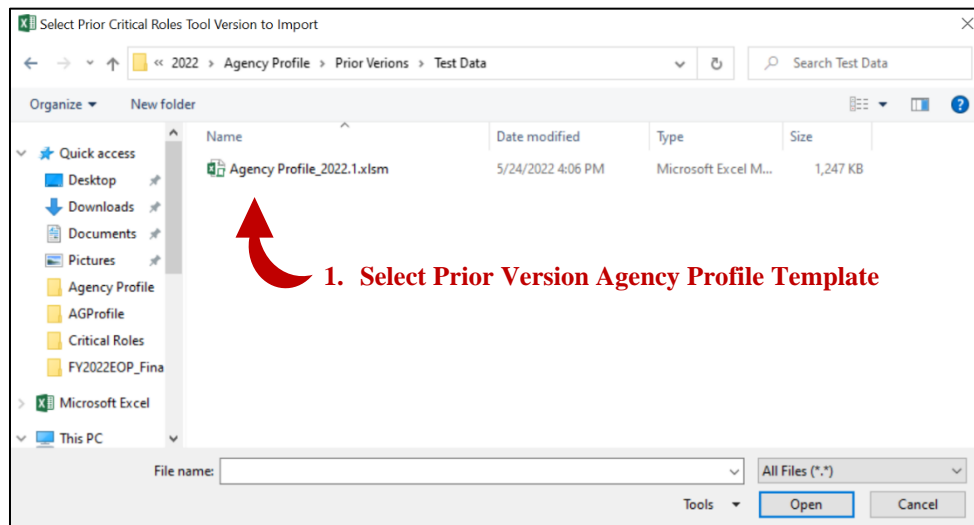 Select Prior Critical Roles Tool Version to Import
« 2022 › Agency Profile › Prior Verions › Test Data
Search Test Data
Organize
New folder
Name
Date modified
Type
Size
Quick access
Agency Profile_2022.1.xlsm
5/24/2022 4:06 PM
Microsoft Excel M...
1,247 KB
Desktop
Downloads
Documents
Pictures
1. Select Prior Version Agency Profile Template
Agency Profile
AGProfile
Critical Roles
FY2022EOP_Fina
Microsoft Excel
This PC
File name:
All Files (*.*)
Tools
Open
Cancel